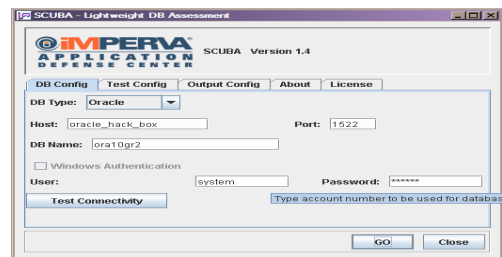 SCUBA - Lightweight DB Assessment
iMPERVA
APPLICATION
DEFENSE CENTER
SCUBA Version 1.4
DB Config Test Config Output Config About License
DB Type: Oracle
Host: oracle_hack_box Port: 1522
DB Name: ora10gr2
Windows Authentication
User: system Password: ******
Test Connectivity Type account number to be used for databas
GO Close